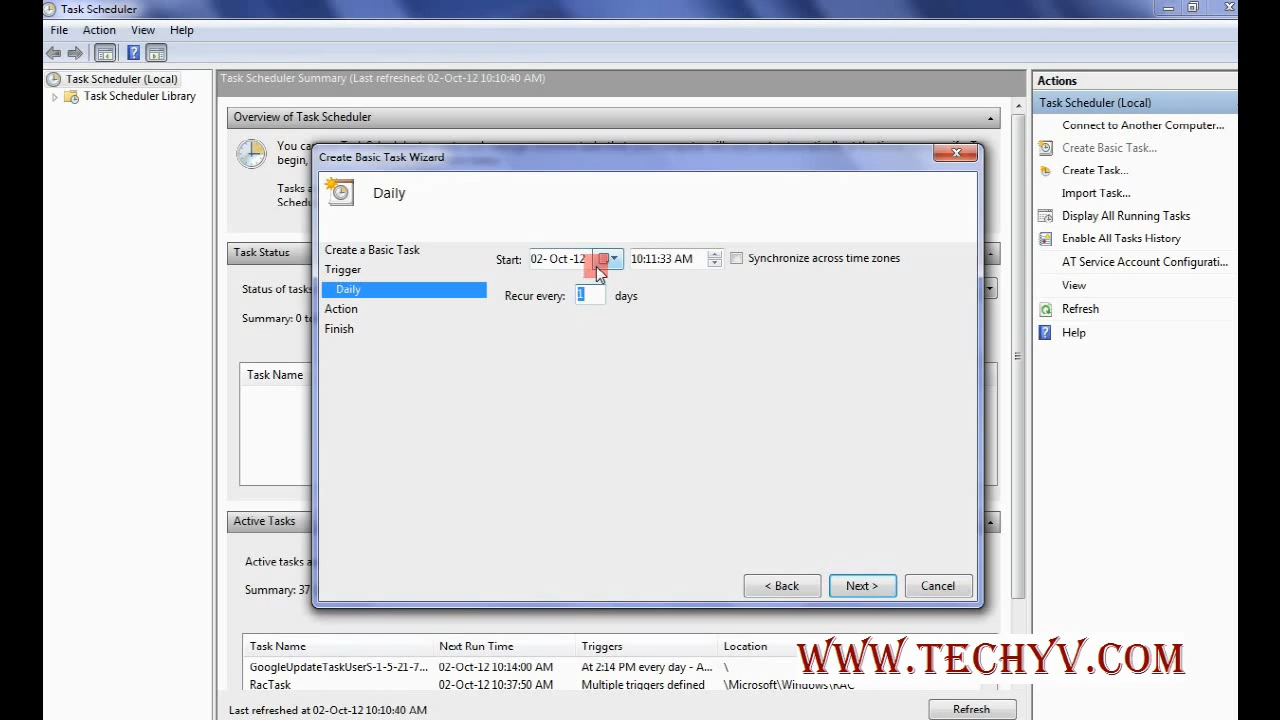 Task Scheduler
File Action View Help
Task Scheduler (Local)
Task Scheduler Library
Task Scheduler Summary (Last refreshed: 02-Oct-12 10:10:40 AM)
Overview of Task Scheduler
You can
begin,
Tasks a
Schedu
Task Status
Status of tasks
Summary: 0 to
Task Name
Active Tasks
Active tasks a
Summary: 37
Task Name Next Run Time Triggers Location
GoogleUpdateTaskUserS-1-5-21-7... 02-Oct-12 10:14:00 AM At 2:14 PM every day - A... \
RacTask 02-Oct-12 10:37:50 AM Multiple triggers defined \Microsoft\Windows\RAC
Last refreshed at 02-Oct-12 10:10:40 AM
Refresh
Create Basic Task Wizard
Daily
Create a Basic Task
Trigger
Daily
Action
Finish
Start: 02- Oct -12 10:11:33 AM Synchronize across time zones
Recur every: 1 days
< Back Next > Cancel
Actions
Task Scheduler (Local)
Connect to Another Computer...
Create Basic Task...
Create Task...
Import Task...
Display All Running Tasks
Enable All Tasks History
AT Service Account Configurati...
View
Refresh
Help
WWW.TECHYV.COM